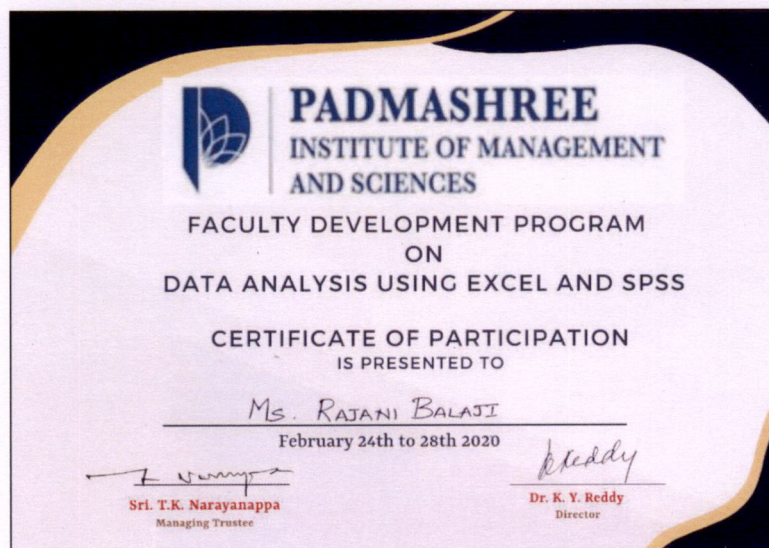 PADMASHREE
INSTITUTE OF MANAGEMENT
AND SCIENCES
FACULTY DEVELOPMENT PROGRAM
ON
DATA ANALYSIS USING EXCEL AND SPSS
CERTIFICATE OF PARTICIPATION
IS PRESENTED TO
Ms. RAJANI BALAJI
February 24th to 28th 2020
Sri. T.K. Narayanappa
Managing Trustee
KReddy
Dr. K. Y. Reddy
Director